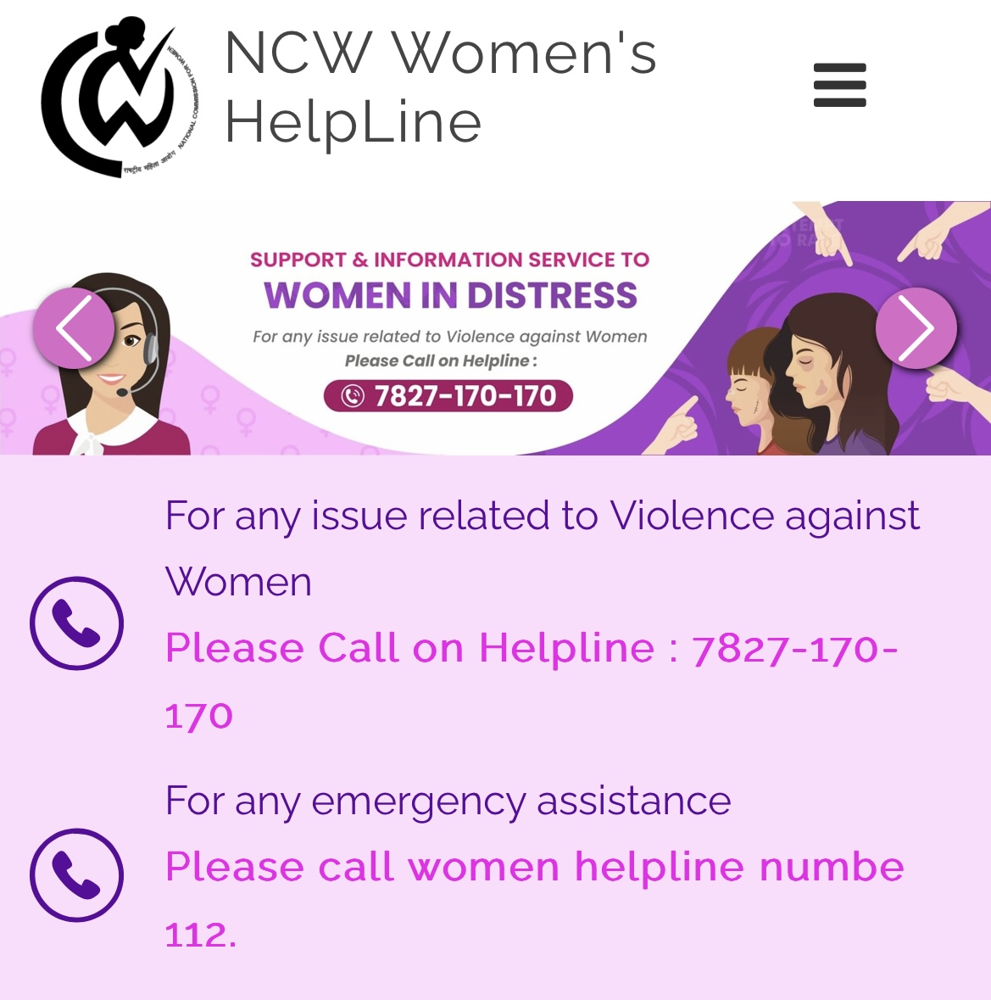 NCW Women's
HelpLine
राष्ट्रीय महिला आयोग NATIONAL COMMISSION FOR WOMEN
SUPPORT & INFORMATION SERVICE TO
WOMEN IN DISTRESS
For any issue related to Violence against Women
Please Call on Helpline :
7827-170-170
For any issue related to Violence against
Women
Please Call on Helpline : 7827-170-
170
For any emergency assistance
Please call women helpline numbe
112.